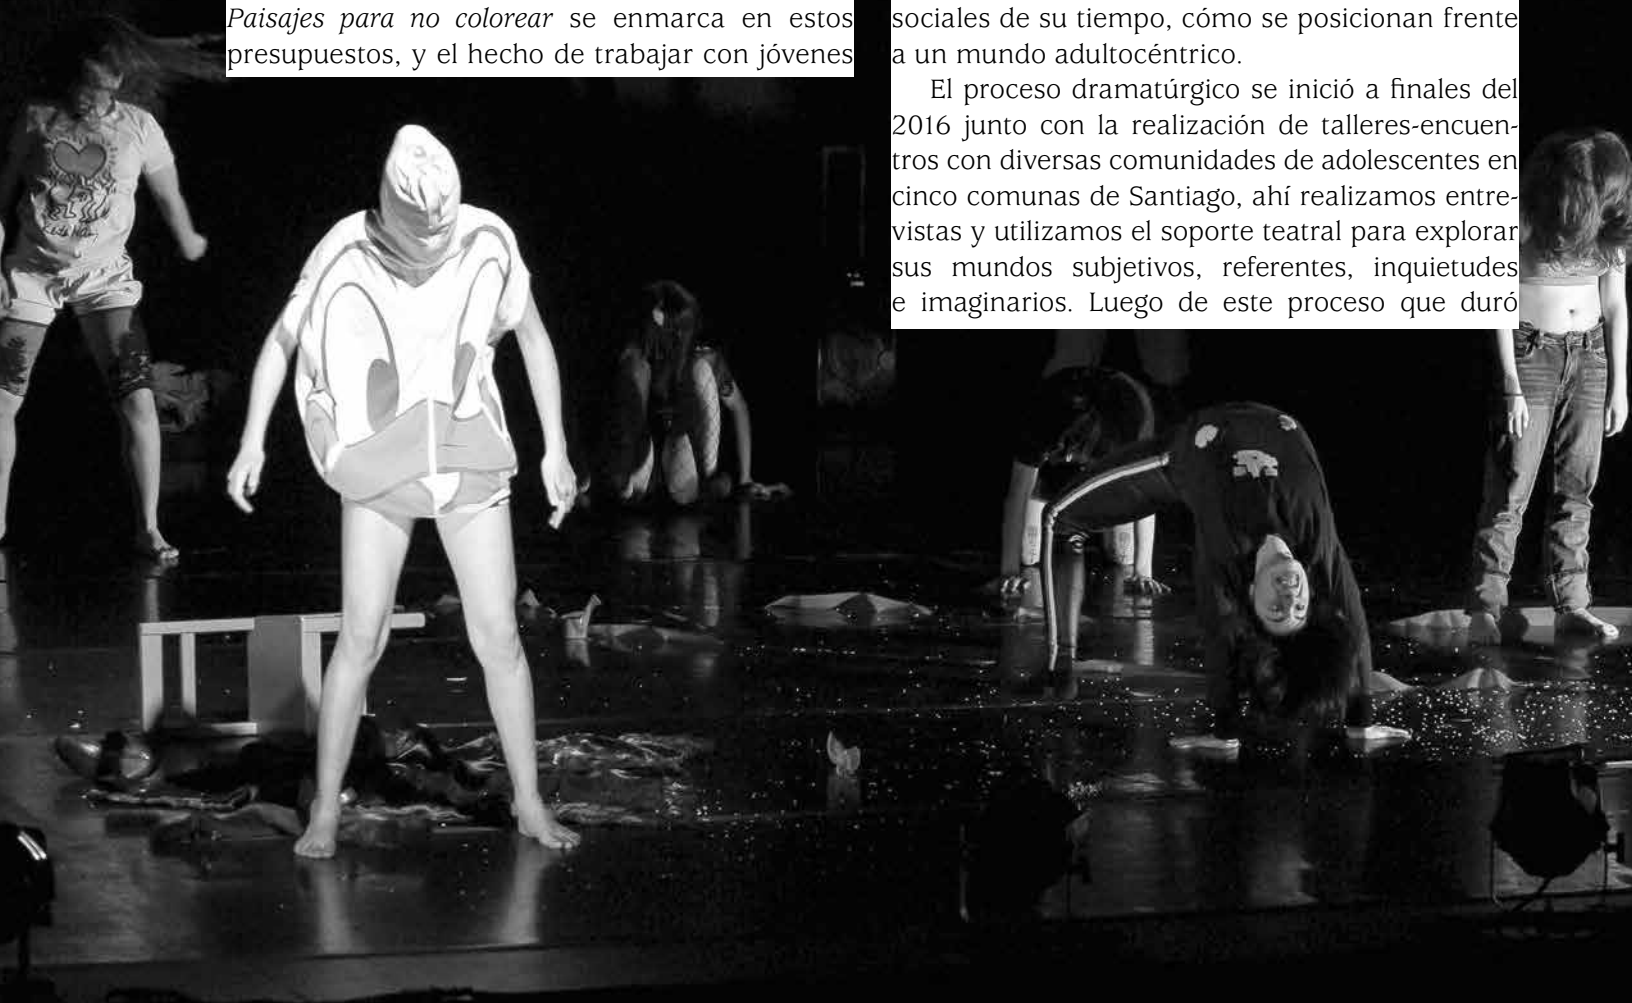 Paisajes para no colorear se enmarca en estos
presupuestos, y el hecho de trabajar con jóvenes
sociales de su tiempo, cómo se posicionan frente
a un mundo adultocéntrico.
El proceso dramatúrgico se inició a finales del
2016 junto con la realización de talleres-encuen-
tros con diversas comunidades de adolescentes en
cinco comunas de Santiago, ahí realizamos entre-
vistas y utilizamos el soporte teatral para explorar
sus mundos subjetivos, referentes, inquietudes
e imaginarios. Luego de este proceso que duró